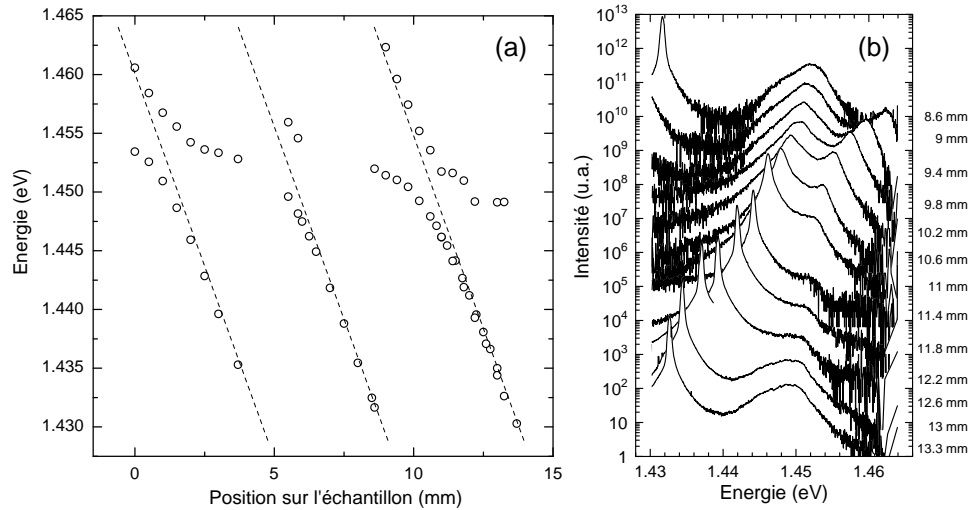 (a)
1.465
1.460
1.455
1.450
1.445
1.440
1.435
1.430
Energie (eV)
0 5 10 15
Position sur l'échantillon (mm)
(b)
10¹³
10¹²
10¹¹
10¹⁰
10⁹
10⁸
10⁷
10⁶
10⁵
10⁴
10³
10²
10¹
1
Intensité (u.a.)
1.43 1.44 1.45 1.46
Energie (eV)
8.6 mm
9 mm
9.4 mm
9.8 mm
10.2 mm
10.6 mm
11 mm
11.4 mm
11.8 mm
12.2 mm
12.6 mm
13 mm
13.3 mm